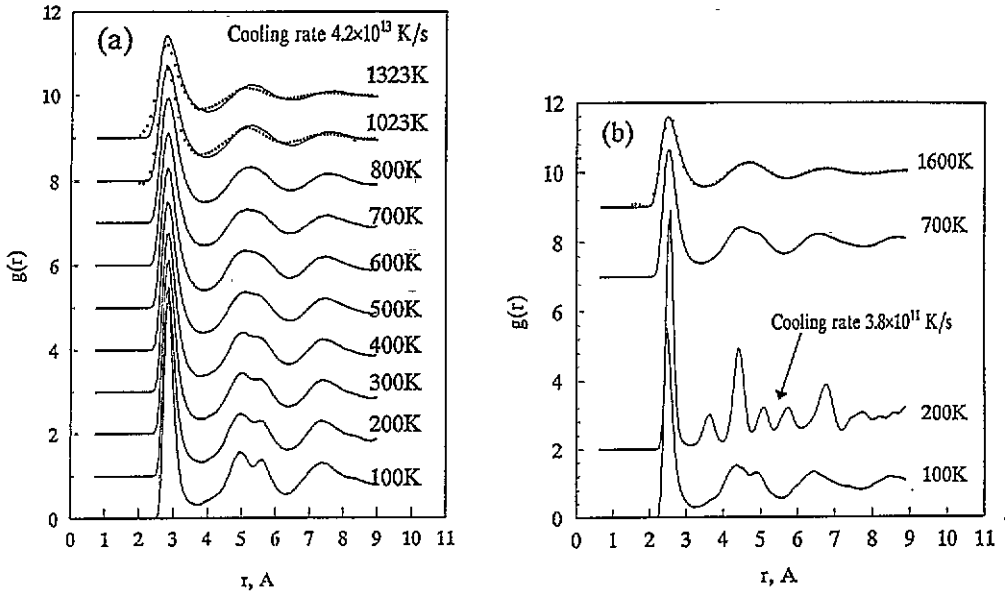 (a)
Cooling rate 4.2×10¹³ K/s
12
10
8
6
4
2
0
g(r)
1323K
1023K
800K
700K
600K
500K
400K
300K
200K
100K
0 1 2 3 4 5 6 7 8 9 10 11
r, A
(b)
12
10
8
6
4
2
0
g(r)
1600K
700K
Cooling rate 3.8×10¹¹ K/s
200K
100K
0 1 2 3 4 5 6 7 8 9 10 11
r, A